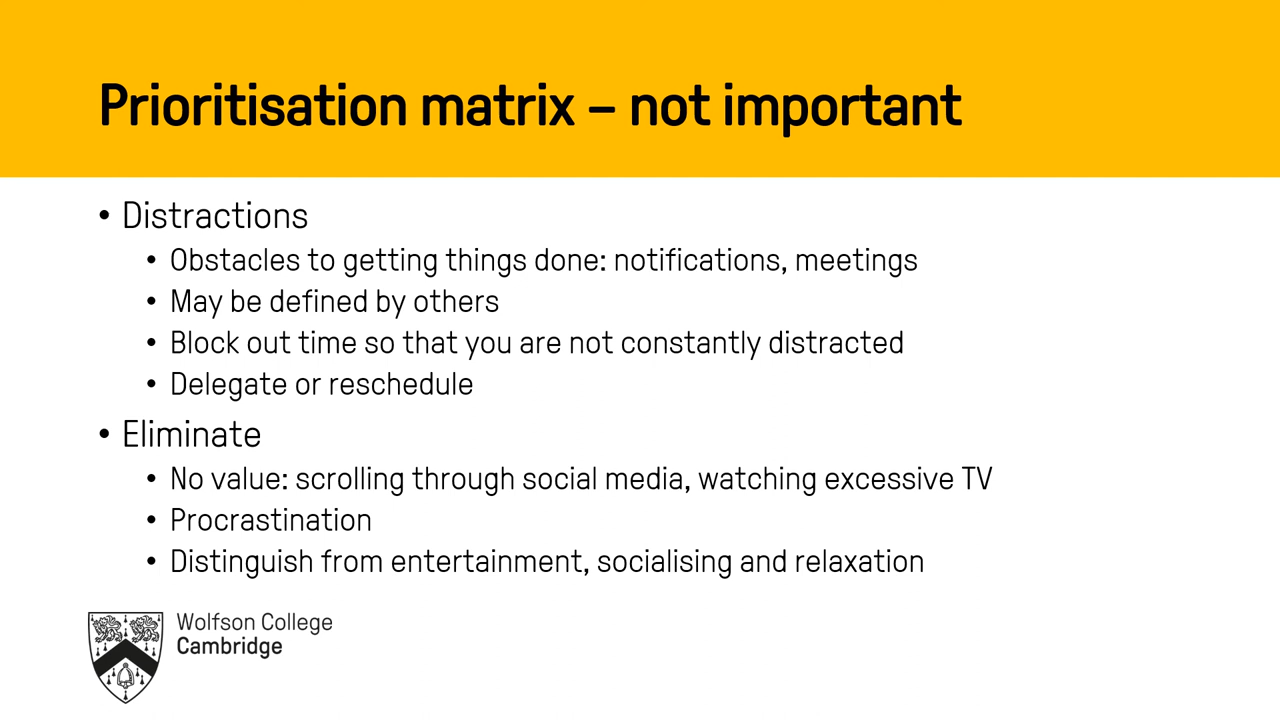 Prioritisation matrix – not important
• Distractions
• Obstacles to getting things done: notifications, meetings
• May be defined by others
• Block out time so that you are not constantly distracted
• Delegate or reschedule
• Eliminate
• No value: scrolling through social media, watching excessive TV
• Procrastination
• Distinguish from entertainment, socialising and relaxation
Wolfson College
Cambridge